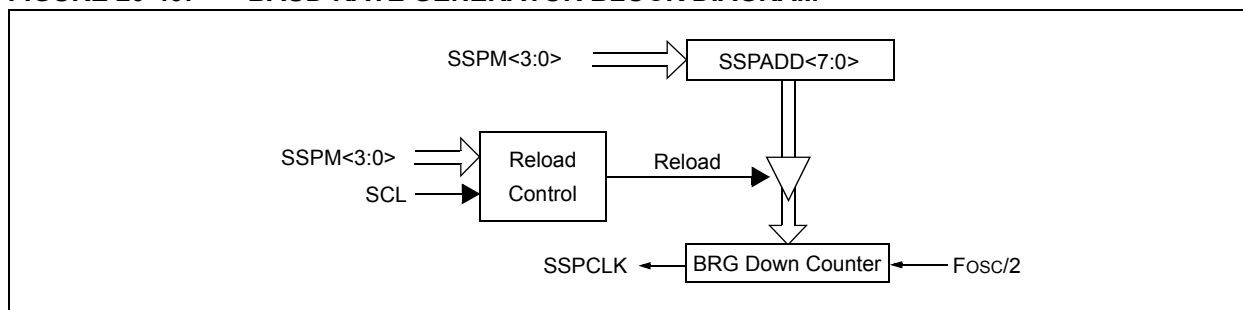 SSPM<3:0>
SSPADD<7:0>
SSPM<3:0>
SCL
Reload
Control
Reload
SSPCLK
BRG Down Counter
FOSC/2